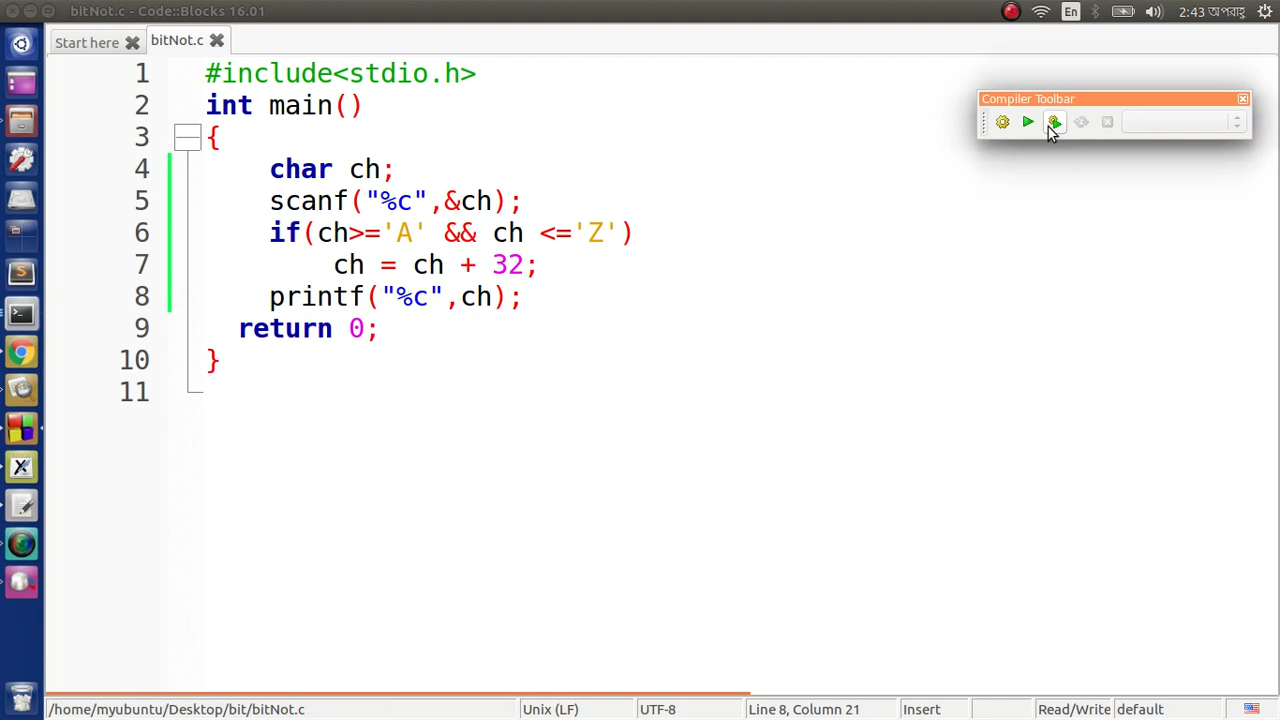 bitNot.c - Code::Blocks 16.01
En
2:43 অপরাহ্ণ
Start here
bitNot.c
Compiler Toolbar
1 #include<stdio.h>
2 int main()
3 {
4 char ch;
5 scanf("%c",&ch);
6 if(ch>='A' && ch <='Z')
7 ch = ch + 32;
8 printf("%c",ch);
9 return 0;
10 }
11
/home/myubuntu/Desktop/bit/bitNot.c Unix (LF) UTF-8 Line 8, Column 21 Insert Read/Write default